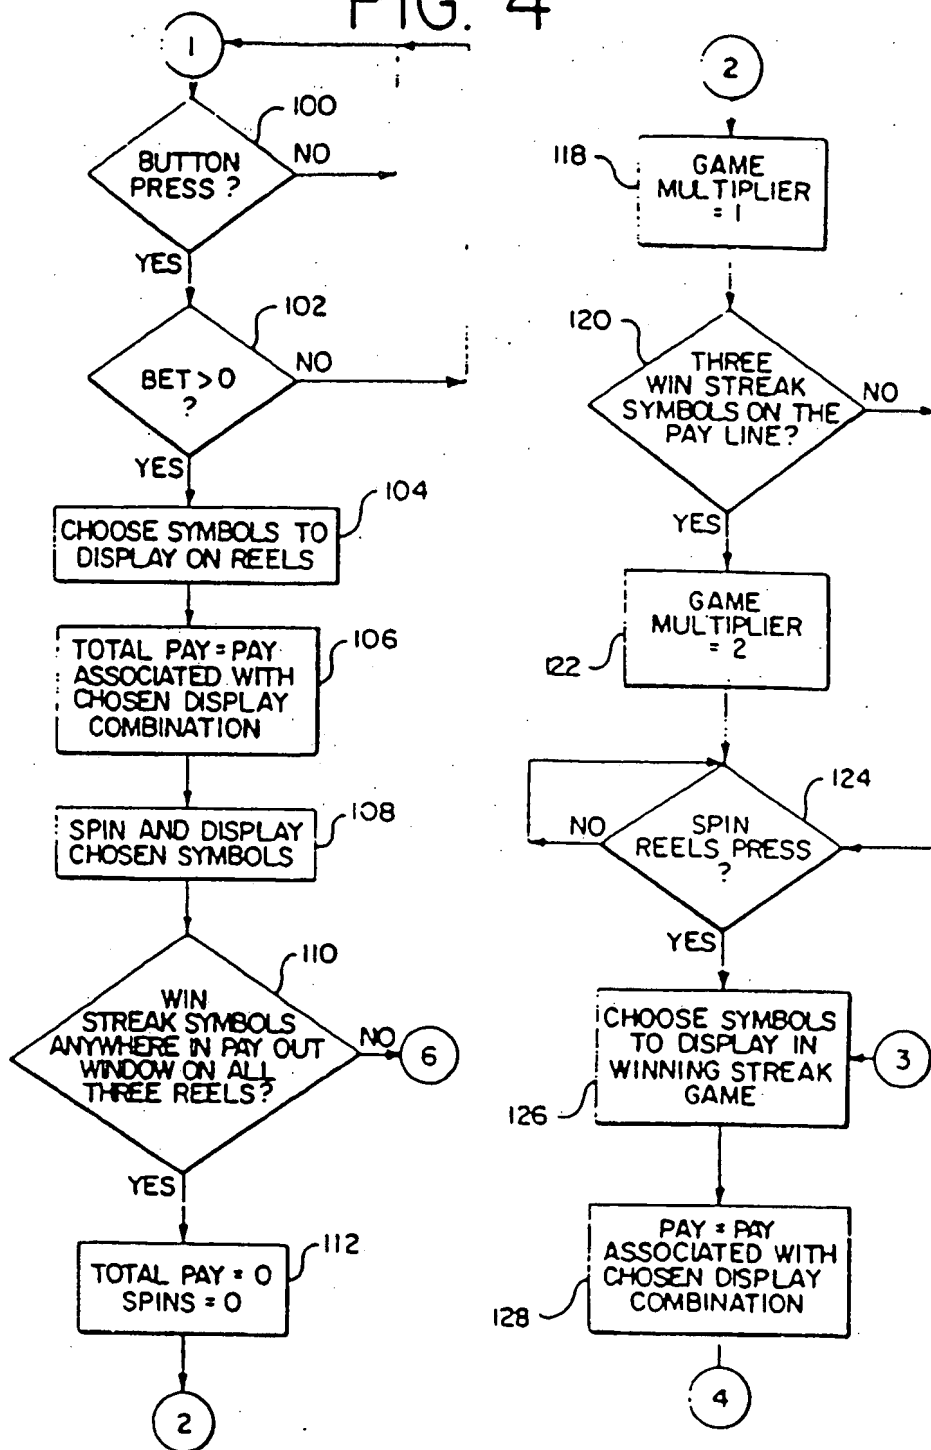 FIG. 4
1
100
BUTTON
PRESS ?
NO
YES
102
BET > 0
?
NO
YES
104
CHOOSE SYMBOLS TO
DISPLAY ON REELS
106
TOTAL PAY = PAY
ASSOCIATED WITH
CHOSEN DISPLAY
COMBINATION
108
SPIN AND DISPLAY
CHOSEN SYMBOLS
110
WIN
STREAK SYMBOLS
ANYWHERE IN PAY OUT
WINDOW ON ALL
THREE REELS?
NO
6
YES
112
TOTAL PAY = 0
SPINS = 0
2
2
118
GAME
MULTIPLIER
= 1
120
THREE
WIN STREAK
SYMBOLS ON THE
PAY LINE?
NO
YES
GAME
MULTIPLIER
= 2
122
124
SPIN
REELS PRESS
?
NO
YES
CHOOSE SYMBOLS
TO DISPLAY IN
WINNING STREAK
GAME
3
126
PAY = PAY
ASSOCIATED WITH
CHOSEN DISPLAY
COMBINATION
128
4